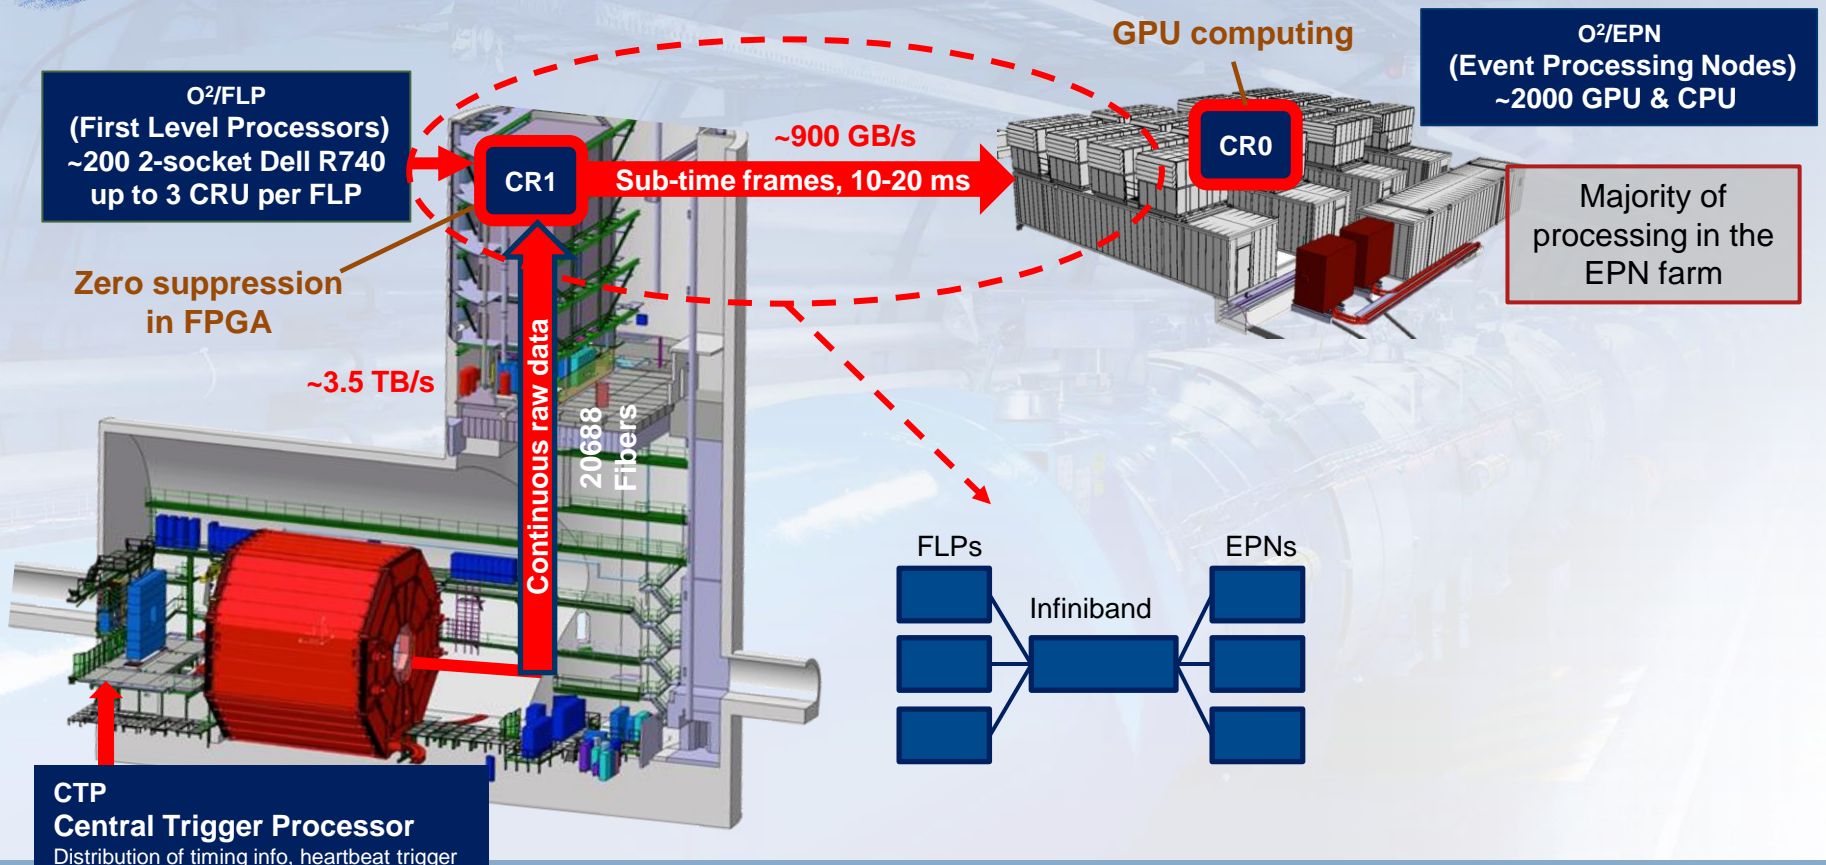 GPU computing
O²/EPN
(Event Processing Nodes)
~2000 GPU & CPU
O²/FLP
(First Level Processors)
~200 2-socket Dell R740
up to 3 CRU per FLP
CR1
~900 GB/s
Sub-time frames, 10-20 ms
CR0
Majority of
processing in the
EPN farm
Zero suppression
in FPGA
~3.5 TB/s
Continuous raw data
20688
Fibers
FLPs
EPNs
Infiniband
CTP
Central Trigger Processor
Distribution of timing info, heartbeat trigger